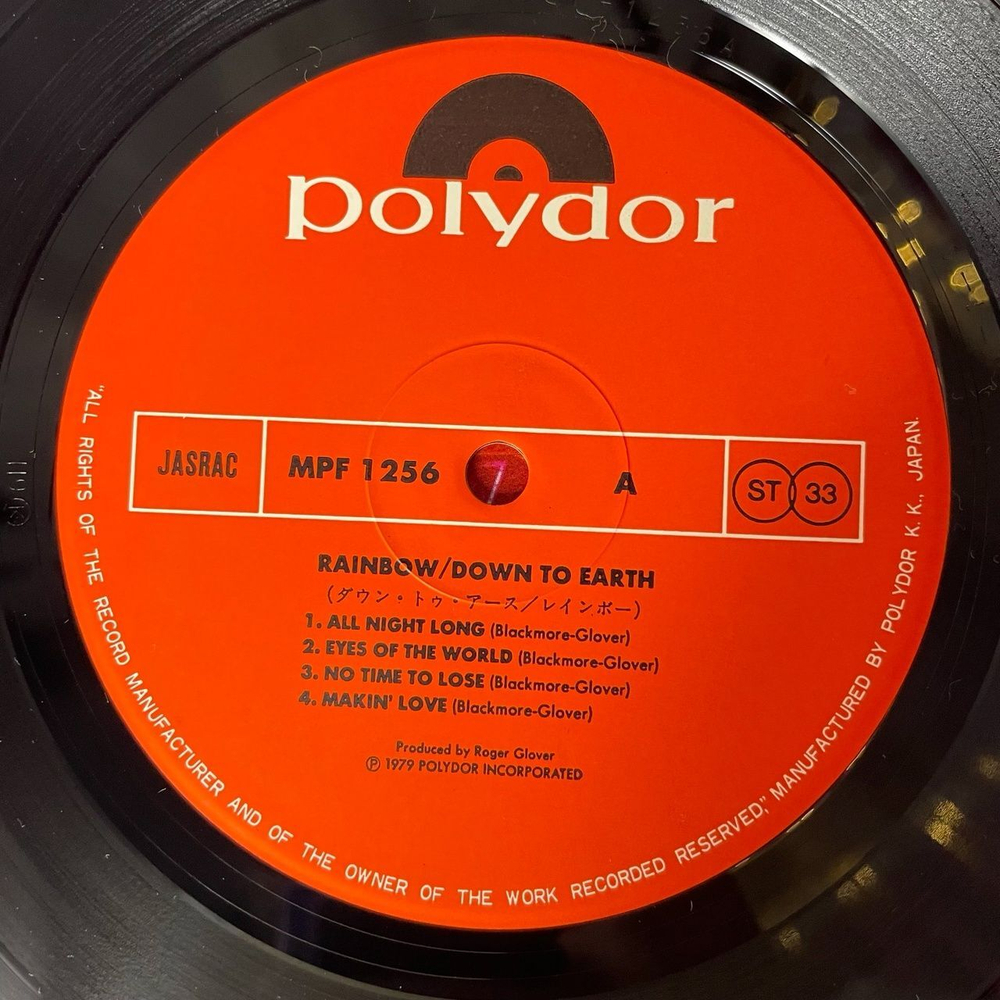 polydor
JASRAC
MPF 1256
A
ST 33
RAINBOW/DOWN TO EARTH
(ダウン・トゥ・アース/レインボー)
1. ALL NIGHT LONG (Blackmore-Glover)
2. EYES OF THE WORLD (Blackmore-Glover)
3. NO TIME TO LOSE (Blackmore-Glover)
4. MAKIN' LOVE (Blackmore-Glover)
Produced by Roger Glover
Ⓟ 1979 POLYDOR INCORPORATED
"ALL RIGHTS OF THE RECORD MANUFACTURER AND OF THE OWNER OF THE WORK RECORDED RESERVED," MANUFACTURED BY POLYDOR K. K., JAPAN.